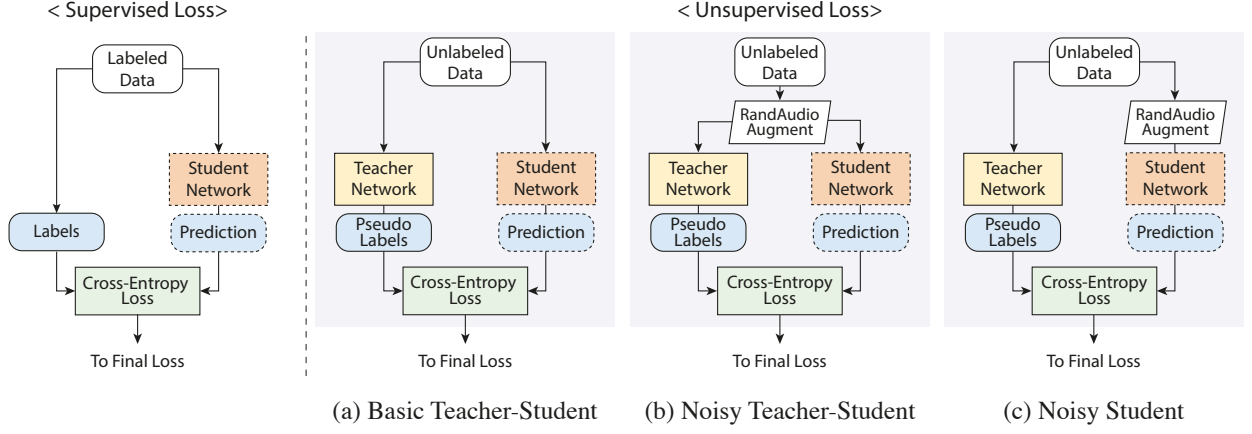 < Supervised Loss>
< Unsupervised Loss>
Labeled
Data
Student
Network
Labels
Prediction
Cross-Entropy
Loss
To Final Loss
Unlabeled
Data
Teacher
Network
Student
Network
Pseudo
Labels
Prediction
Cross-Entropy
Loss
To Final Loss
(a) Basic Teacher-Student
Unlabeled
Data
RandAudio
Augment
Teacher
Network
Student
Network
Pseudo
Labels
Prediction
Cross-Entropy
Loss
To Final Loss
(b) Noisy Teacher-Student
Unlabeled
Data
RandAudio
Augment
Teacher
Network
Student
Network
Pseudo
Labels
Prediction
Cross-Entropy
Loss
To Final Loss
(c) Noisy Student